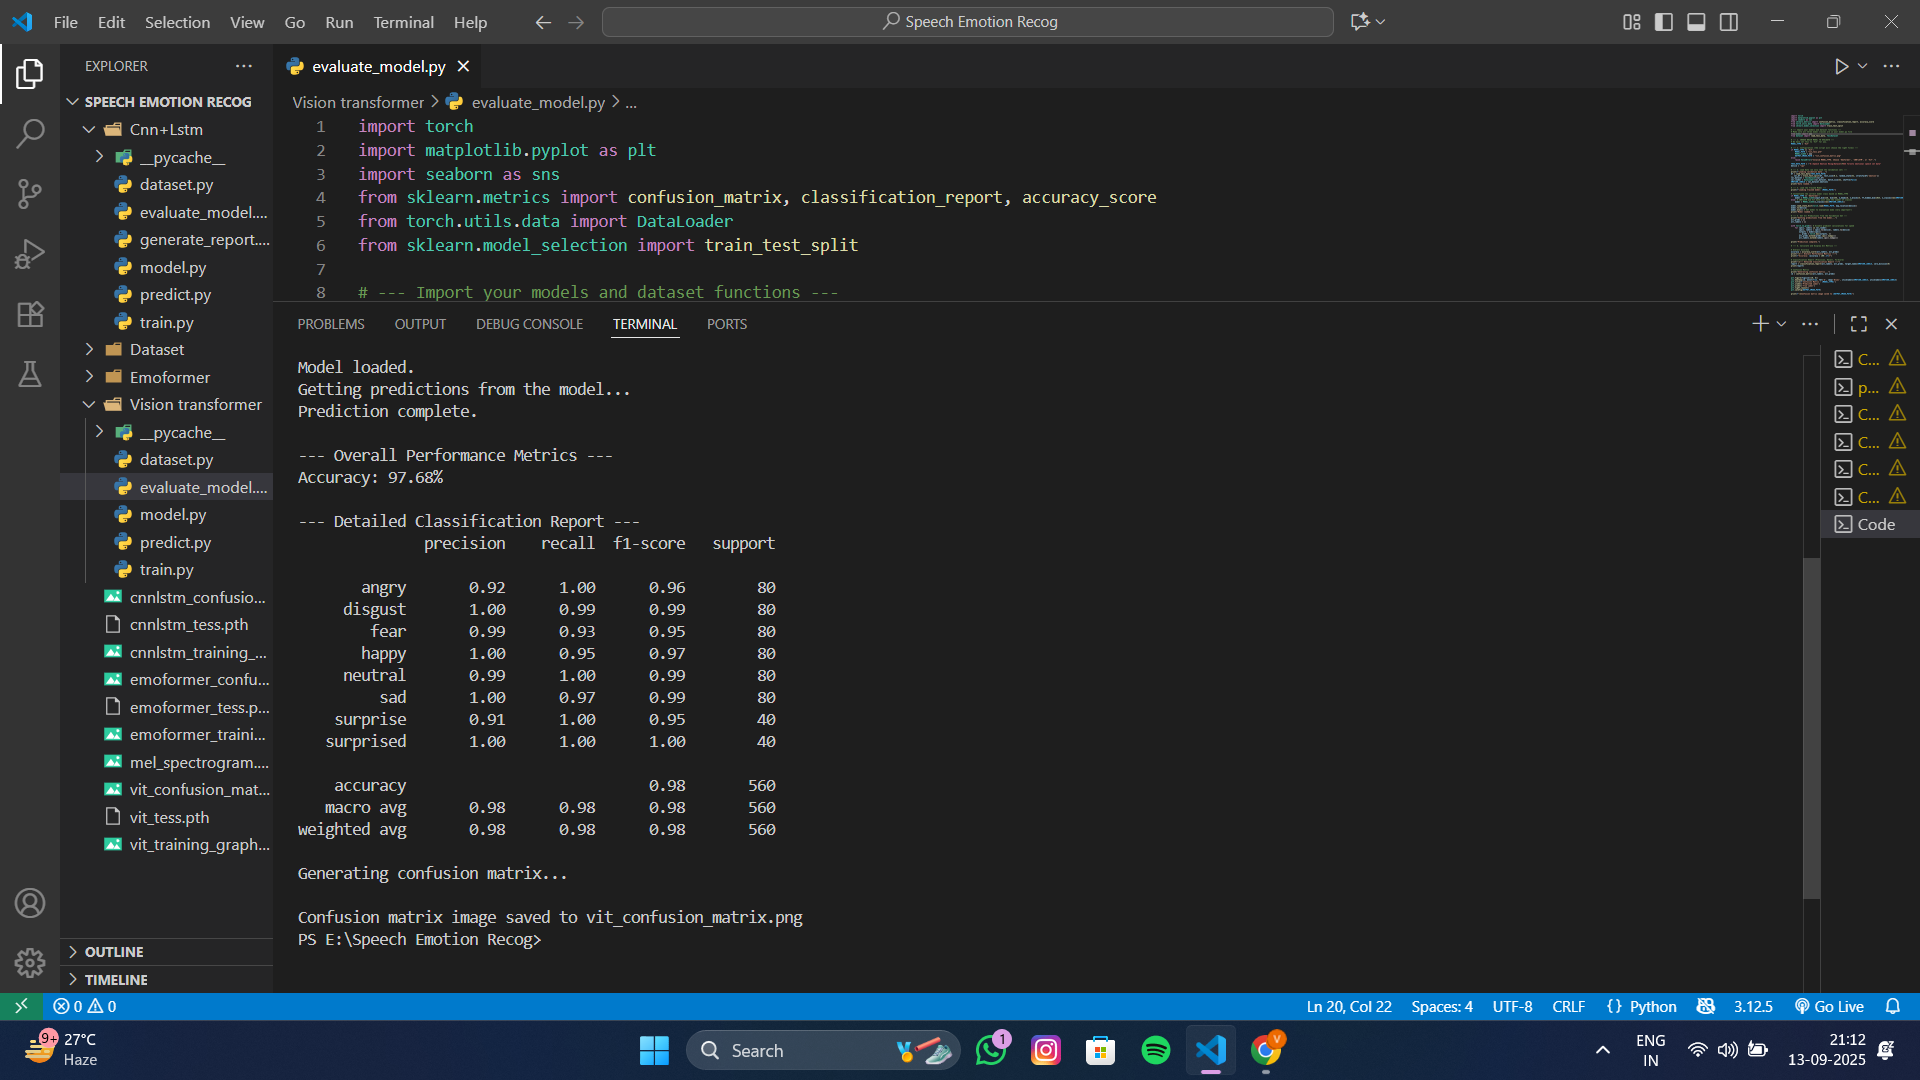 File Edit Selection View Go Run Terminal Help
Speech Emotion Recog
EXPLORER
SPEECH EMOTION RECOG
Cnn+Lstm
__pycache__
dataset.py
evaluate_model....
generate_report....
model.py
predict.py
train.py
Dataset
Emoformer
Vision transformer
__pycache__
dataset.py
evaluate_model....
model.py
predict.py
train.py
cnnlstm_confusio...
cnnlstm_tess.pth
cnnlstm_training_...
emoformer_confu...
emoformer_tess.p...
emoformer_traini...
mel_spectrogram....
vit_confusion_mat...
vit_tess.pth
vit_training_graph...
OUTLINE
TIMELINE
evaluate_model.py
Vision transformer > evaluate_model.py > ...
1 import torch
2 import matplotlib.pyplot as plt
3 import seaborn as sns
4 from sklearn.metrics import confusion_matrix, classification_report, accuracy_score
5 from torch.utils.data import DataLoader
6 from sklearn.model_selection import train_test_split
7
8 # --- Import your models and dataset functions ---
PROBLEMS OUTPUT DEBUG CONSOLE TERMINAL PORTS
Model loaded.
Getting predictions from the model...
Prediction complete.
--- Overall Performance Metrics ---
Accuracy: 97.68%
--- Detailed Classification Report ---
precision recall f1-score support
angry 0.92 1.00 0.96 80
disgust 1.00 0.99 0.99 80
fear 0.99 0.93 0.95 80
happy 1.00 0.95 0.97 80
neutral 0.99 1.00 0.99 80
sad 1.00 0.97 0.99 80
surprise 0.91 1.00 0.95 40
surprised 1.00 1.00 1.00 40
accuracy 0.98 560
macro avg 0.98 0.98 0.98 560
weighted avg 0.98 0.98 0.98 560
Generating confusion matrix...
Confusion matrix image saved to vit_confusion_matrix.png
PS E:\Speech Emotion Recog>
C...
p...
C...
C...
C...
C...
Code
0 0
Ln 20, Col 22 Spaces: 4 UTF-8 CRLF {} Python 3.12.5 Go Live
9+
27°C
Haze
Search
1
V
ENG
IN
21:12
13-09-2025